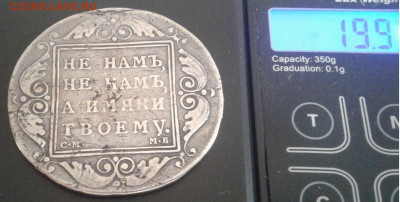 НЕ НАМЪ,
НЕ НАМЪ,
А ИМЯНИ
ТВОЕМУ.
С·М М·Б
19.9
Capacity: 350g
Graduation: 0.1g
T